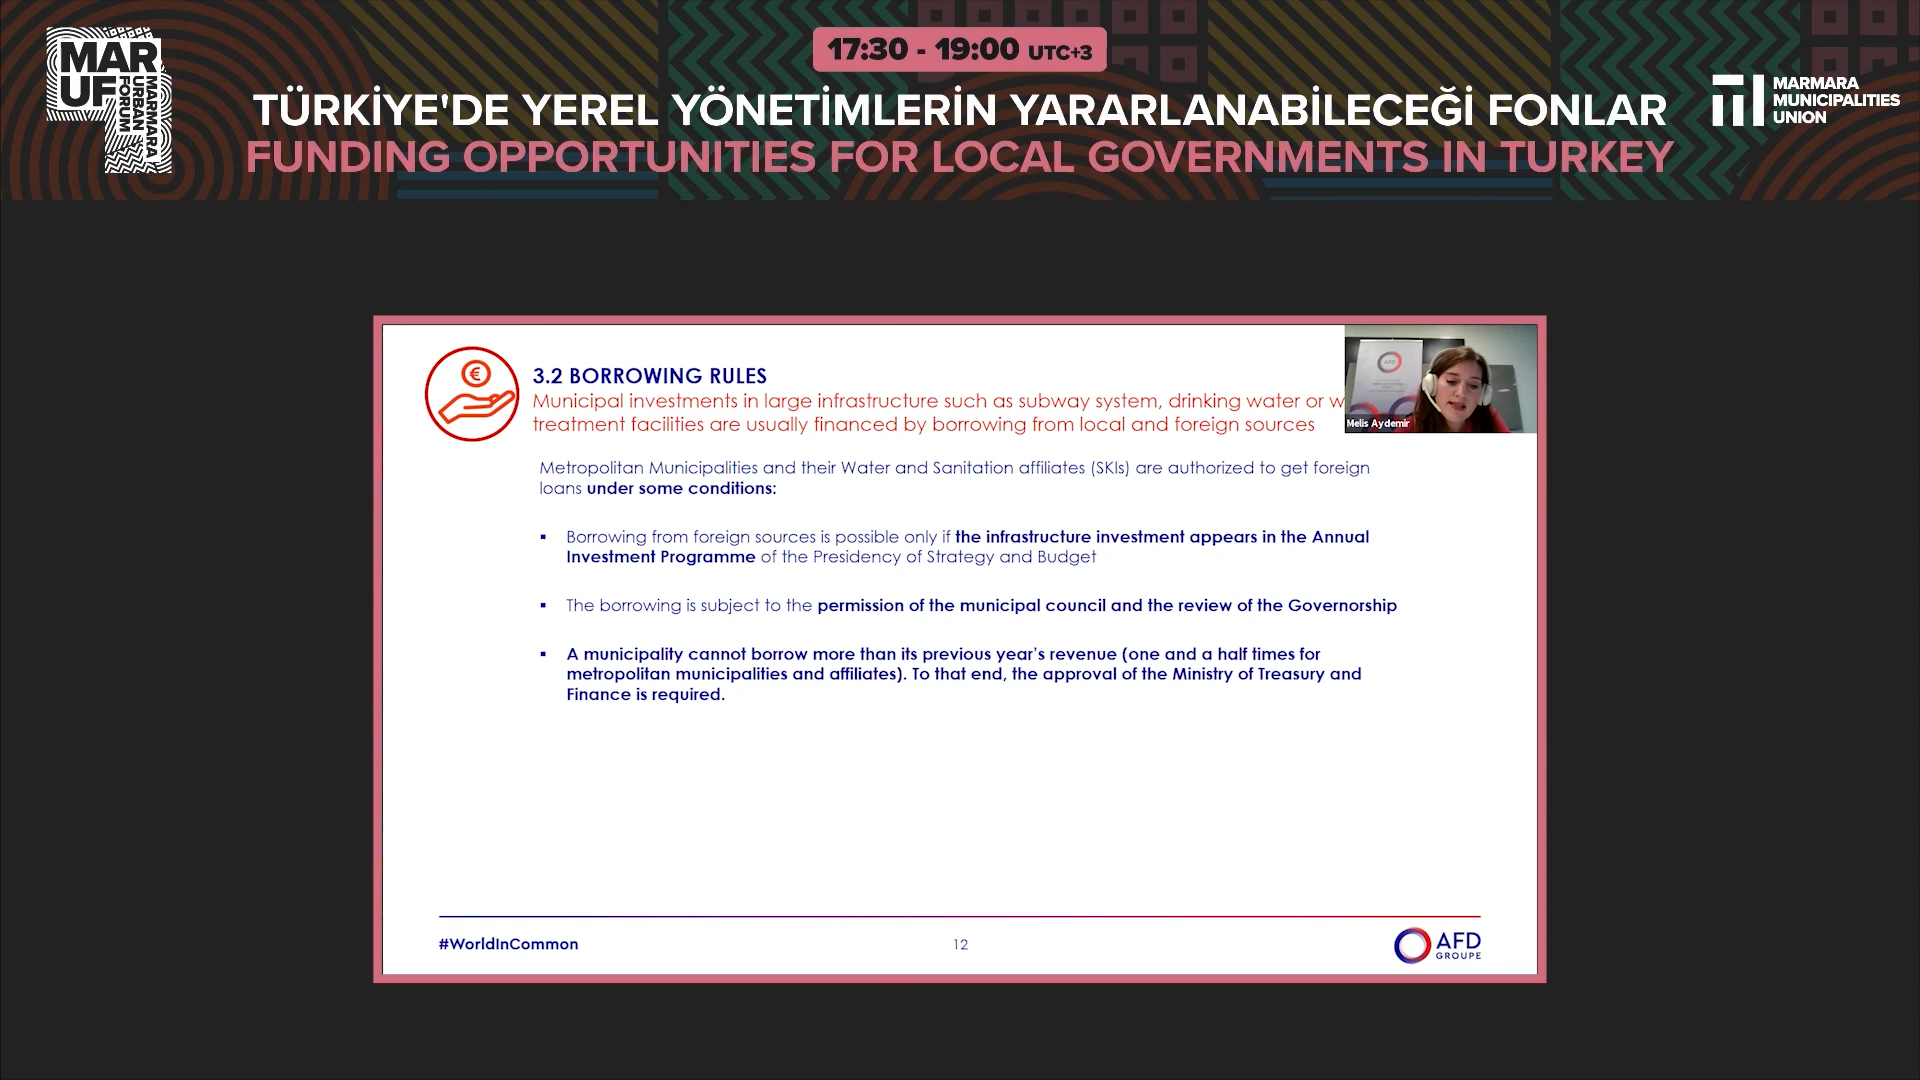 MAR
UF
MARMARA
URBAN
FORUM
17:30 - 19:00 UTC+3
TÜRKİYE'DE YEREL YÖNETİMLERİN YARARLANABİLECEĞİ FONLAR
FUNDING OPPORTUNITIES FOR LOCAL GOVERNMENTS IN TURKEY
MARMARA
MUNICIPALITIES
UNION
3.2 BORROWING RULES
Municipal investments in large infrastructure such as subway system, drinking water or w
treatment facilities are usually financed by borrowing from local and foreign sources
AFD
Melis Aydemir
Metropolitan Municipalities and their Water and Sanitation affiliates (SKIs) are authorized to get foreign
loans under some conditions:
▪ Borrowing from foreign sources is possible only if the infrastructure investment appears in the Annual
Investment Programme of the Presidency of Strategy and Budget
▪ The borrowing is subject to the permission of the municipal council and the review of the Governorship
▪ A municipality cannot borrow more than its previous year's revenue (one and a half times for
metropolitan municipalities and affiliates). To that end, the approval of the Ministry of Treasury and
Finance is required.
#WorldInCommon
12
AFD
GROUPE